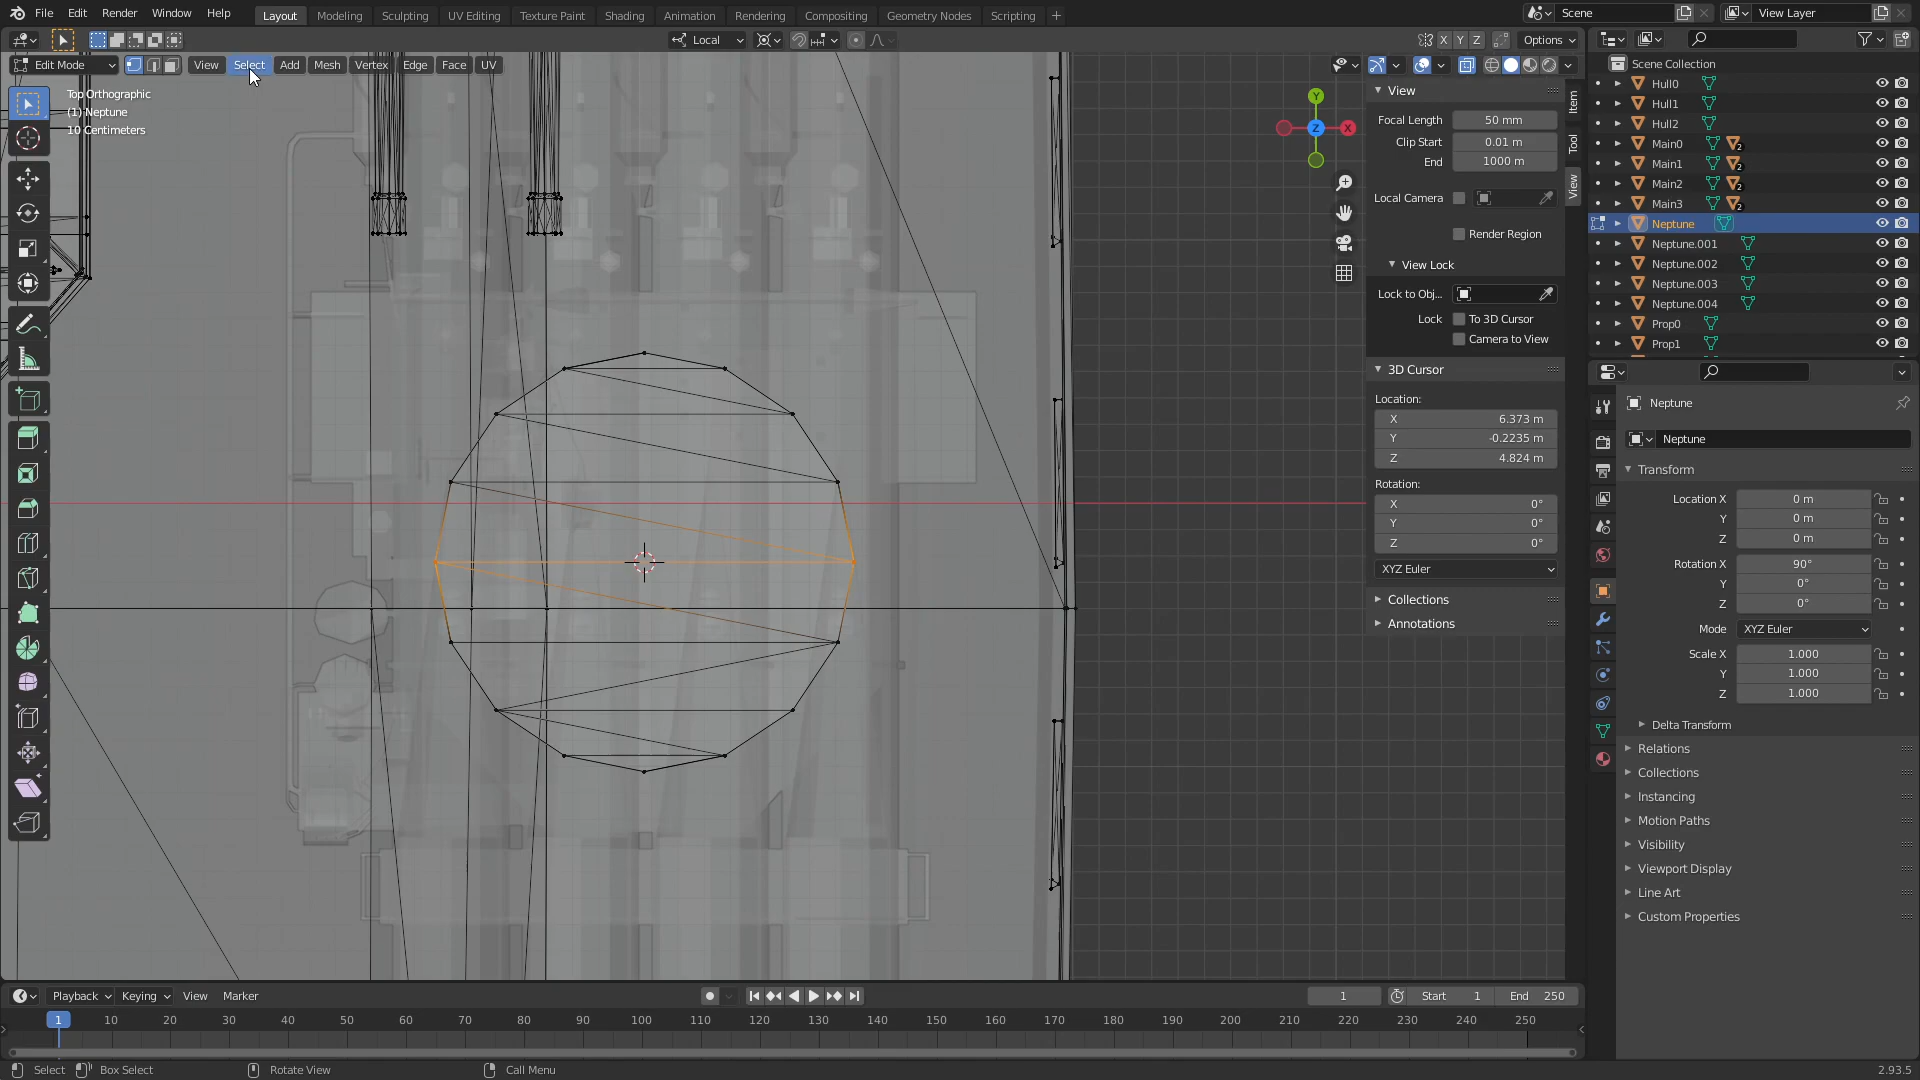 File Edit Render Window Help Layout Modeling Sculpting UV Editing Texture Paint Shading Animation Rendering Compositing Geometry Nodes Scripting + Scene View Layer
Local X Y Z Options
Edit Mode View Select Add Mesh Vertex Edge Face UV
Top Orthographic
(1) Neptune
10 Centimeters
Y
Z
X
Item
Tool
View
View
Focal Length 50 mm
Clip Start 0.01 m
End 1000 m
Local Camera
Render Region
View Lock
Lock to Obj...
Lock To 3D Cursor
Camera to View
3D Cursor
Location:
X 6.373 m
Y -0.2235 m
Z 4.824 m
Rotation:
X 0°
Y 0°
Z 0°
XYZ Euler
Collections
Annotations
Scene Collection
Hull0
Hull1
Hull2
Main0 2
Main1 2
Main2 2
Main3 2
Neptune
Neptune.001
Neptune.002
Neptune.003
Neptune.004
Prop0
Prop1
Neptune
Neptune
Transform
Location X 0 m
Y 0 m
Z 0 m
Rotation X 90°
Y 0°
Z 0°
Mode XYZ Euler
Scale X 1.000
Y 1.000
Z 1.000
Delta Transform
Relations
Collections
Instancing
Motion Paths
Visibility
Viewport Display
Line Art
Custom Properties
Playback Keying View Marker 1 Start 1 End 250
1 10 20 30 40 50 60 70 80 90 100 110 120 130 140 150 160 170 180 190 200 210 220 230 240 250
Select Box Select Rotate View Call Menu 2.93.5